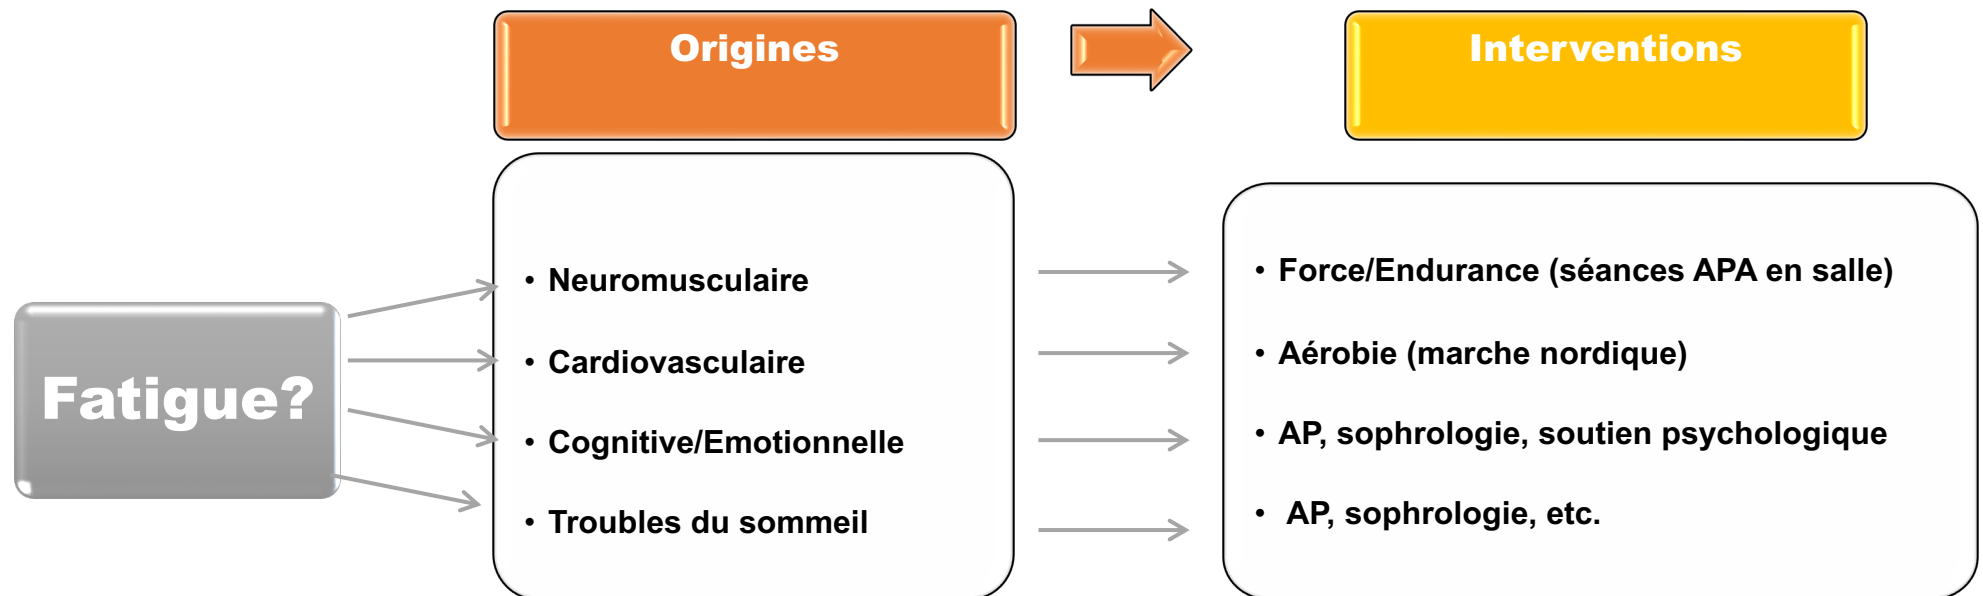 Origines
Interventions
Fatigue?
• Neuromusculaire
• Cardiovasculaire
• Cognitive/Emotionnelle
• Troubles du sommeil
• Force/Endurance (séances APA en salle)
• Aérobie (marche nordique)
• AP, sophrologie, soutien psychologique
• AP, sophrologie, etc.